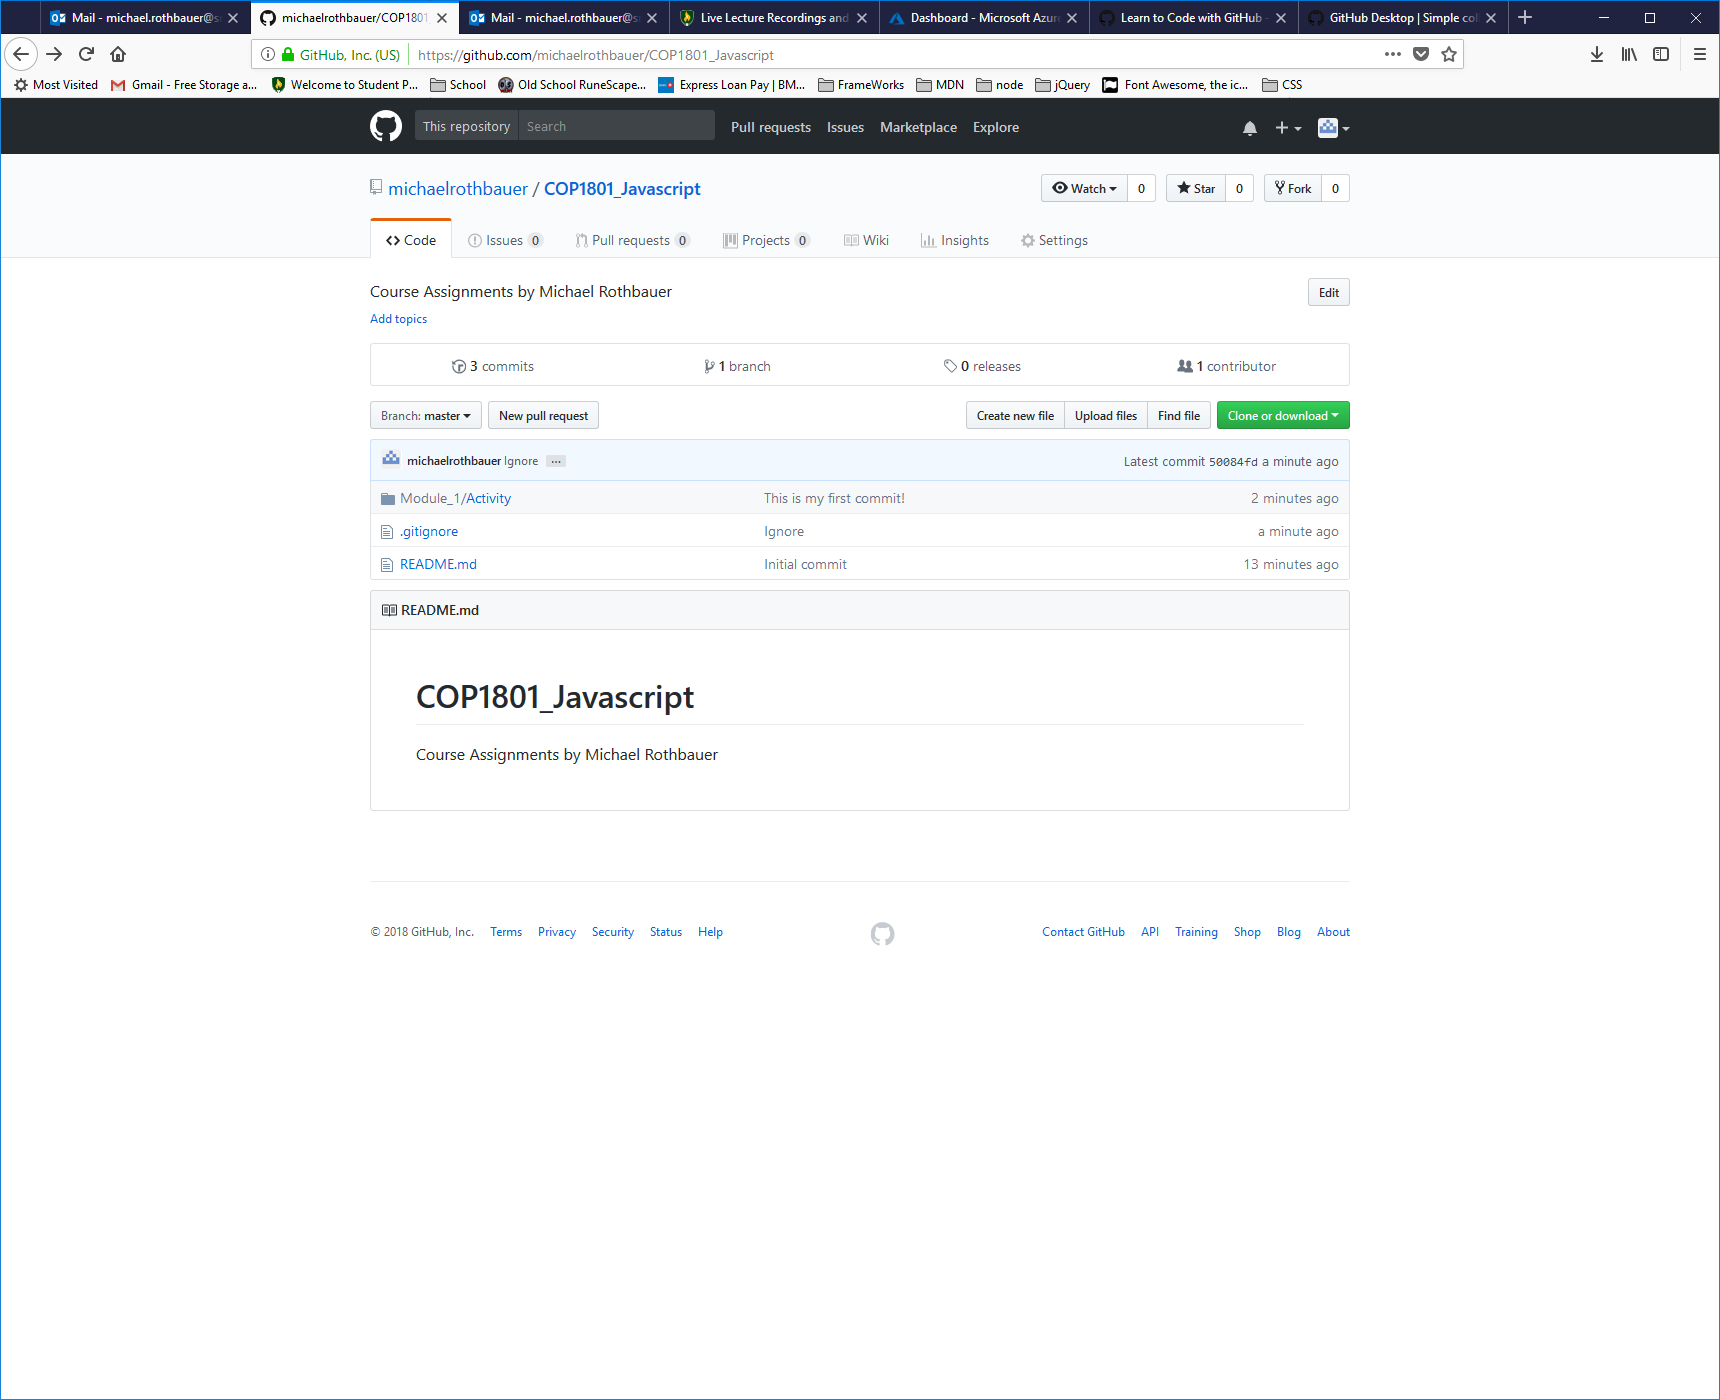 Mail - michael.rothbauer@s
michaelrothbauer/COP1801
Mail - michael.rothbauer@s
Live Lecture Recordings and
Dashboard - Microsoft Azur
Learn to Code with GitHub -
GitHub Desktop | Simple col
GitHub, Inc. (US)
https://github.com/michaelrothbauer/COP1801_Javascript
Most Visited
Gmail - Free Storage a...
Welcome to Student P...
School
Old School RuneScape...
Express Loan Pay | BM...
FrameWorks
MDN
node
jQuery
Font Awesome, the ic...
CSS
This repository
Search
Pull requests
Issues
Marketplace
Explore
michaelrothbauer / COP1801_Javascript
Watch 0
Star 0
Fork 0
Code
Issues 0
Pull requests 0
Projects 0
Wiki
Insights
Settings
Course Assignments by Michael Rothbauer
Edit
Add topics
3 commits
1 branch
0 releases
1 contributor
Branch: master
New pull request
Create new file
Upload files
Find file
Clone or download
michaelrothbauer Ignore ...
Latest commit 50084fd a minute ago
Module_1/Activity
This is my first commit!
2 minutes ago
.gitignore
Ignore
a minute ago
README.md
Initial commit
13 minutes ago
README.md
COP1801_Javascript
Course Assignments by Michael Rothbauer
© 2018 GitHub, Inc.
Terms
Privacy
Security
Status
Help
Contact GitHub
API
Training
Shop
Blog
About